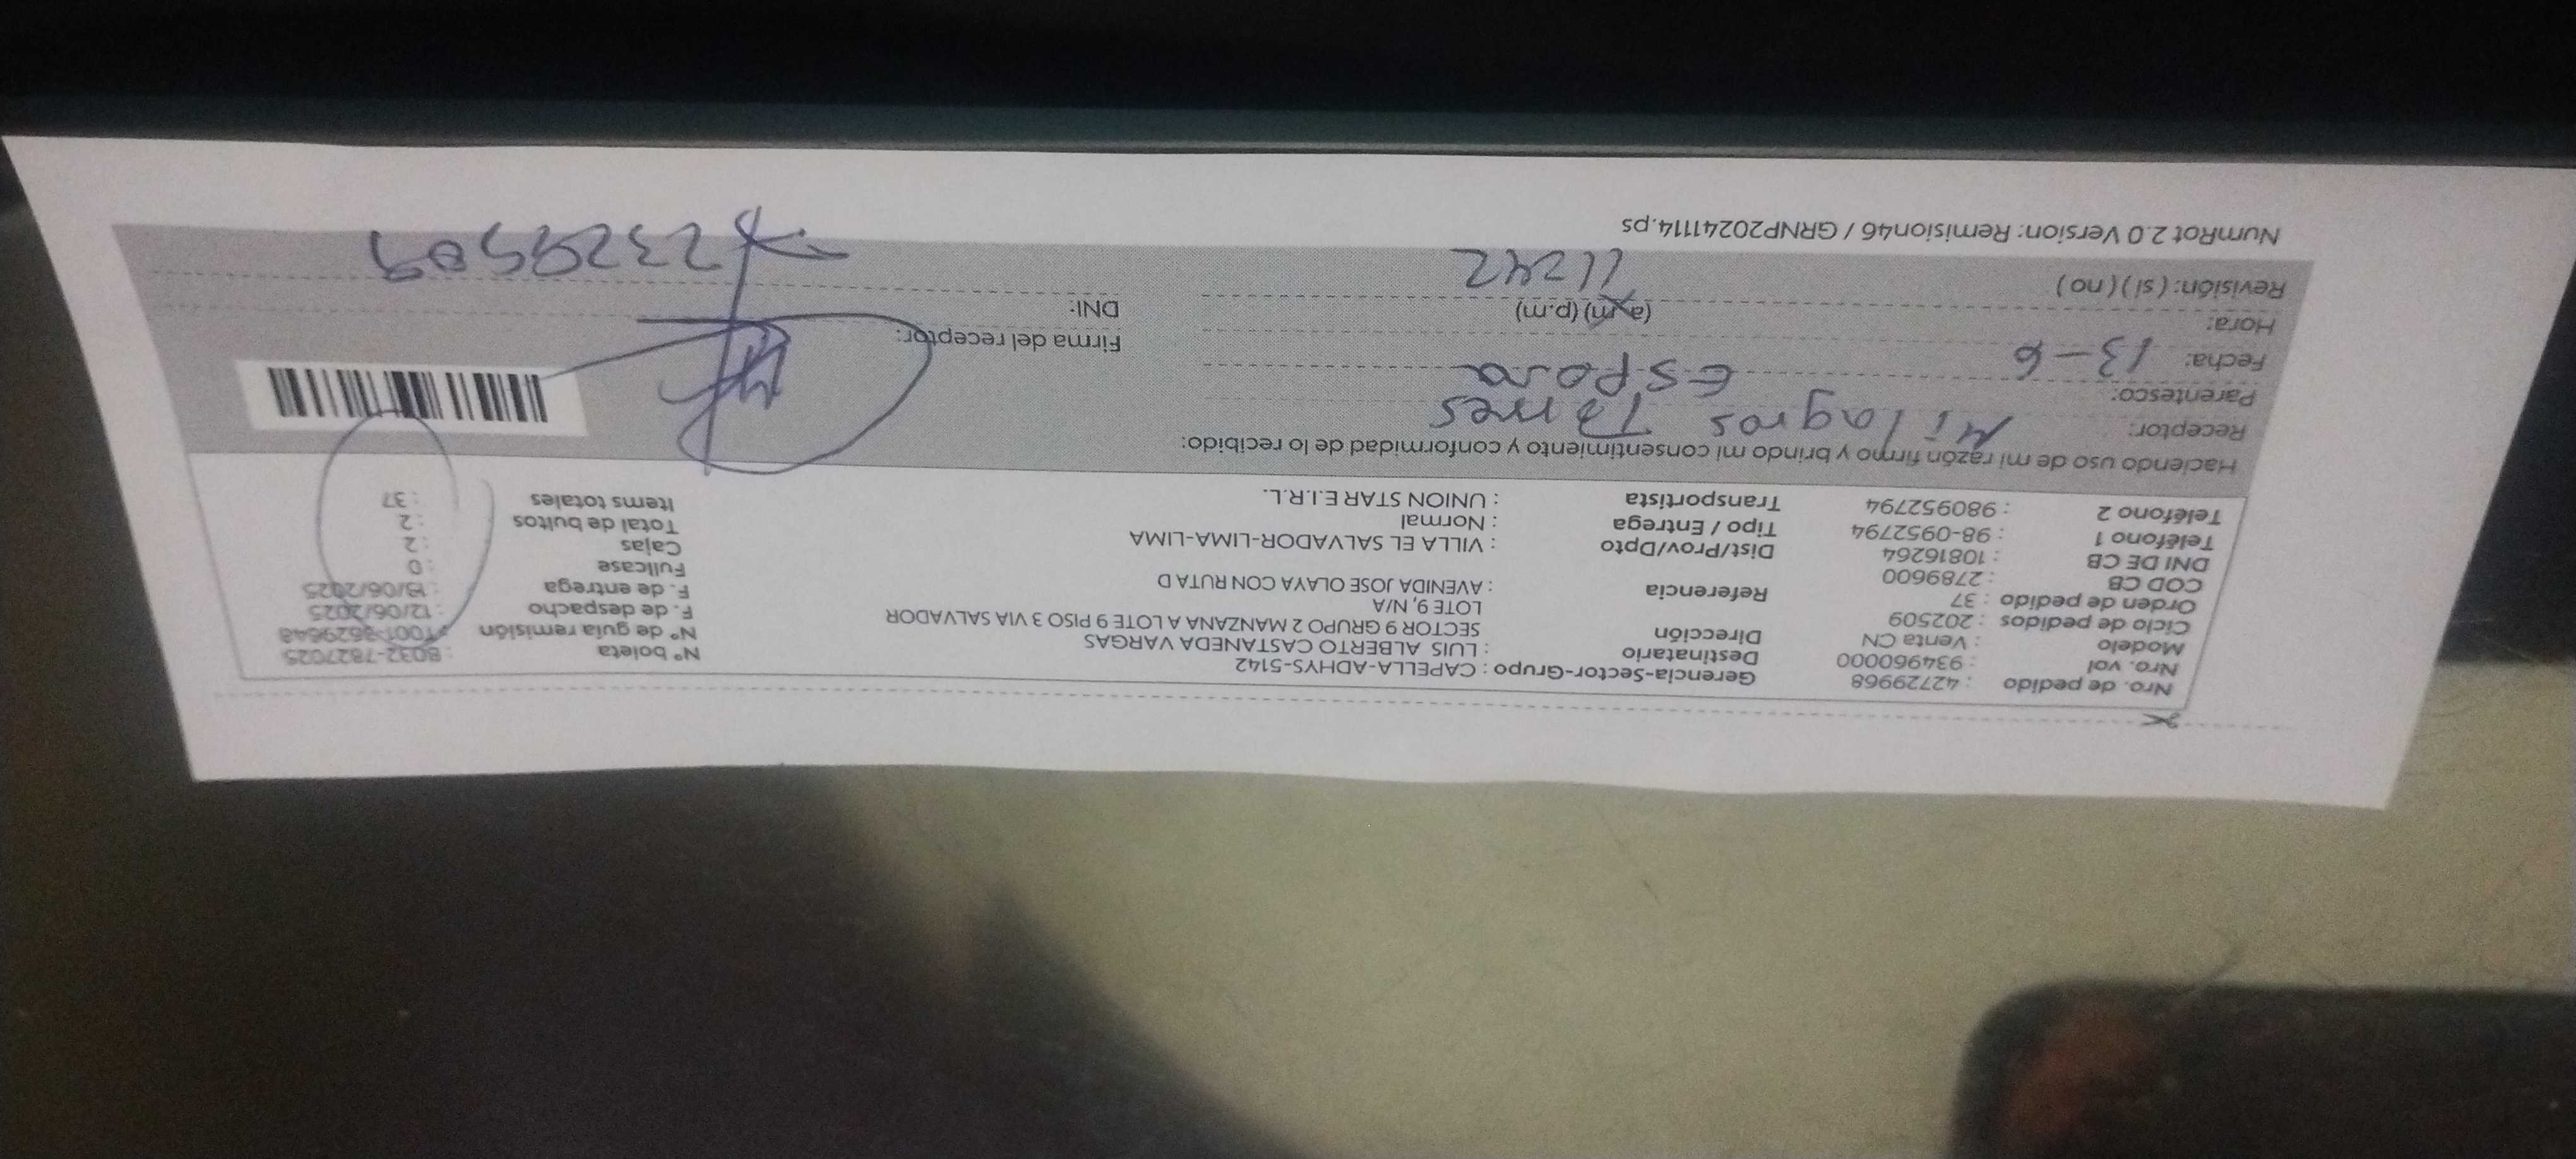 Nro. de pedido : 42729968 Gerencia-Sector-Grupo : CAPELLA-ADHYS-5142 N° boleta : B032-7827025
Nro. vol : 9349600000 Destinatario : LUIS ALBERTO CASTANEDA VARGAS N° de guía remisión : T001-3629648
Modelo : Venta CN Dirección SECTOR 9 GRUPO 2 MANZANA A LOTE 9 PISO 3 VIA SALVADOR F. de despacho : 12/06/2025
Ciclo de pedidos : 202509 LOTE 9, N/A F. de entrega : 13/06/2025
Orden de pedido : 37 Referencia : AVENIDA JOSE OLAYA CON RUTA D Fullcase : 0
COD CB : 2789600 Cajas : 2
DNI DE CB : 10816264 Dist/Prov/Dpto : VILLA EL SALVADOR-LIMA-LIMA Total de bultos : 2
Teléfono 1 : 98-0952794 Tipo / Entrega : Normal Items totales : 37
Teléfono 2 : 980952794 Transportista : UNION STAR E.I.R.L.
Haciendo uso de mi razón firmo y brindo mi consentimiento y conformidad de lo recibido:
Receptor: Milagros
Parentesco: Esposa
Fecha: 13-6 Firma del receptor:
Hora: (a.m) (p.m) DNI:
Revisión: ( si ) ( no ) 11242 2329509
NumRot 2.0 Version: Remision46 / GRNP20241114.ps